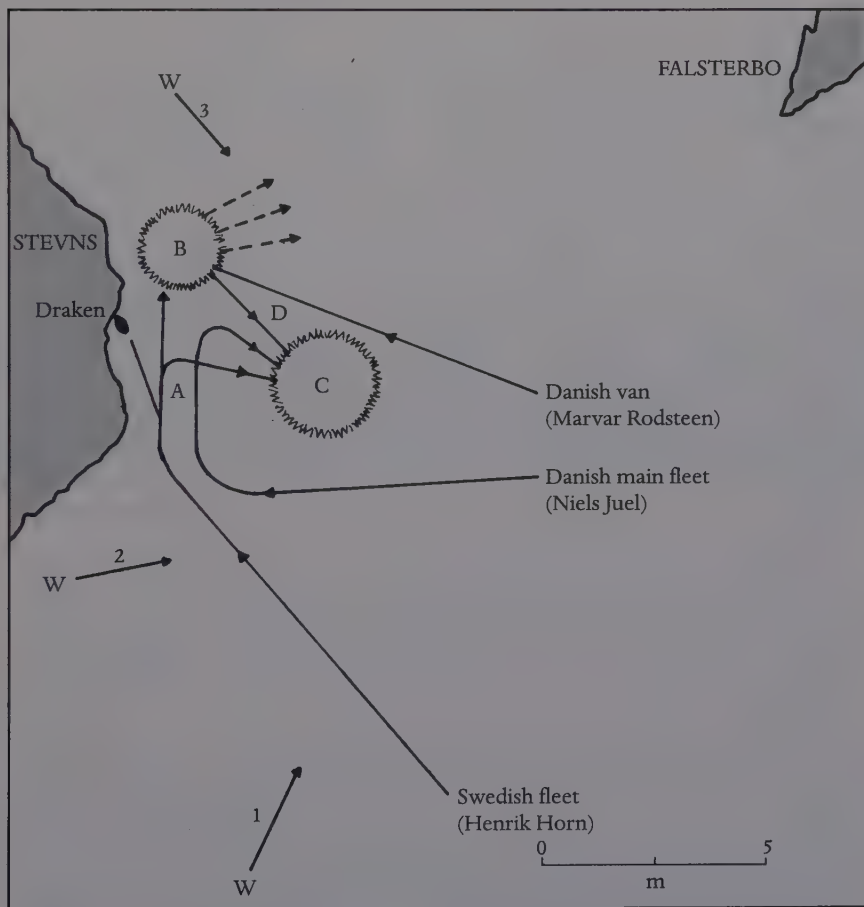 FALSTERBO
W
3
STEVNS
B
Draken
D
A
C
Danish van
(Marvar Rodsteen)
Danish main fleet
(Niels Juel)
2
W
1
Swedish fleet
(Henrik Horn)
W
0 5
m